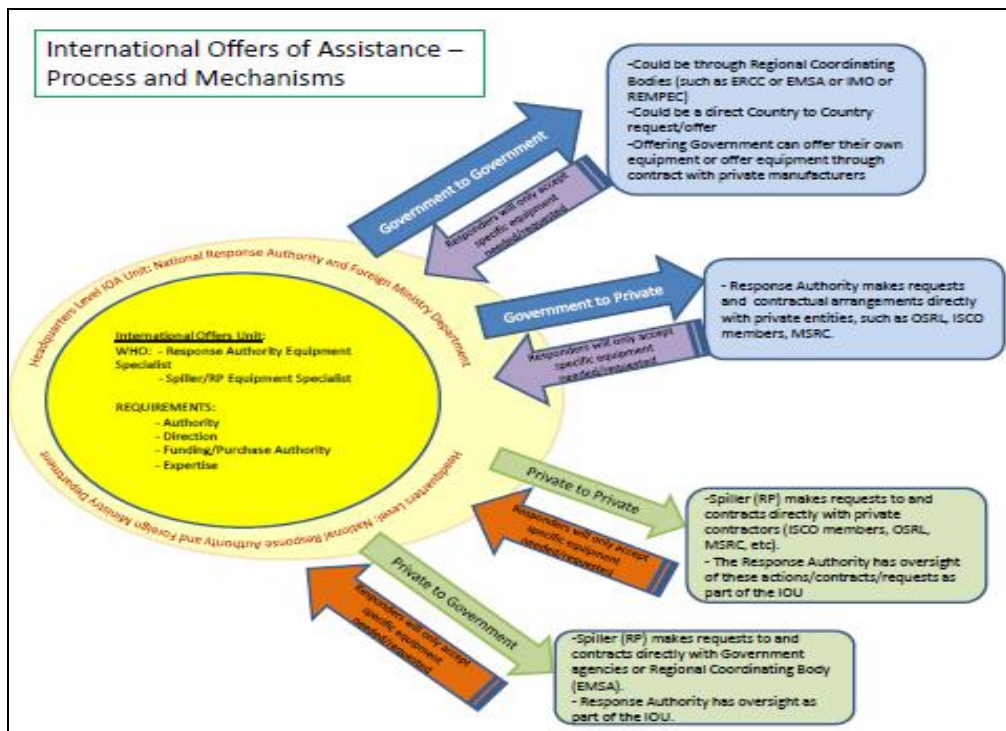 International Offers of Assistance –
Process and Mechanisms
-Could be through Regional Coordinating
Bodies (such as ERCC or EMSA or IMO or
REMPEC)
-Could be a direct Country to Country
request/offer
-Offering Government can offer their own
equipment or offer equipment through
contract with private manufacturers
Government to Government
Responders will only accept
specific equipment
needed/requested
Headquarters Level IOA Unit: National Response Authority and Foreign Ministry Department
Government to Private
Responders will only accept
specific equipment
needed/requested
- Response Authority makes requests
and contractual arrangements directly
with private entities, such as OSRL, ISCO
members, MSRC.
International Offers Unit:
WHO: - Response Authority Equipment
Specialist
- Spiller/RP Equipment Specialist
REQUIREMENTS:
- Authority
- Direction
- Funding/Purchase Authority
- Expertise
Headquarters Level: National Response Authority and Foreign Ministry Department
Private to Private
Responders will only accept
specific equipment
needed/requested
-Spiller (RP) makes requests to and
contracts directly with private
contractors (ISCO members, OSRL,
MSRC, etc).
- The Response Authority has oversight
of these actions/contracts/requests as
part of the IOU
Private to Government
Responders will only accept
specific equipment
needed/requested
-Spiller (RP) makes requests to and
contracts directly with Government
agencies or Regional Coordinating Body
(EMSA).
- Response Authority has oversight as
part of the IOU.